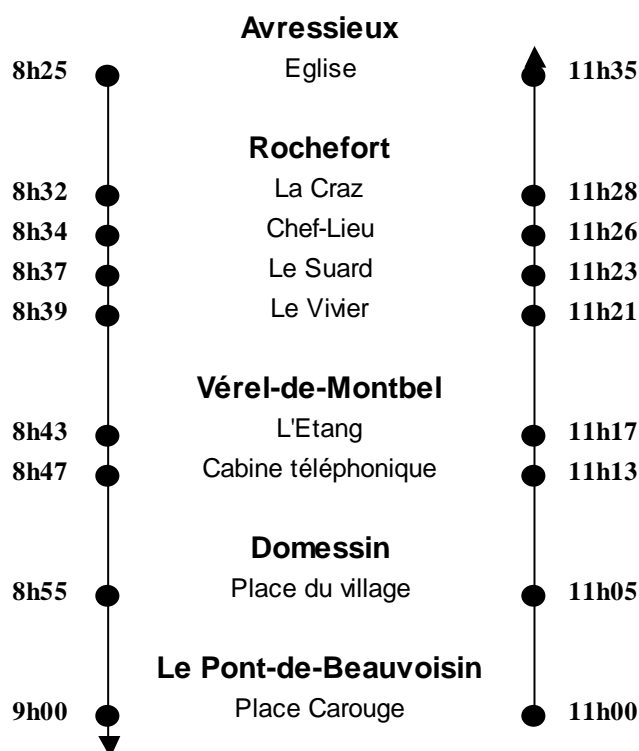 Avressieux
8h25 Eglise 11h35
Rochefort
8h32 La Craz 11h28
8h34 Chef-Lieu 11h26
8h37 Le Suard 11h23
8h39 Le Vivier 11h21
Vérel-de-Montbel
8h43 L'Etang 11h17
8h47 Cabine téléphonique 11h13
Domessin
8h55 Place du village 11h05
Le Pont-de-Beauvoisin
9h00 Place Carouge 11h00